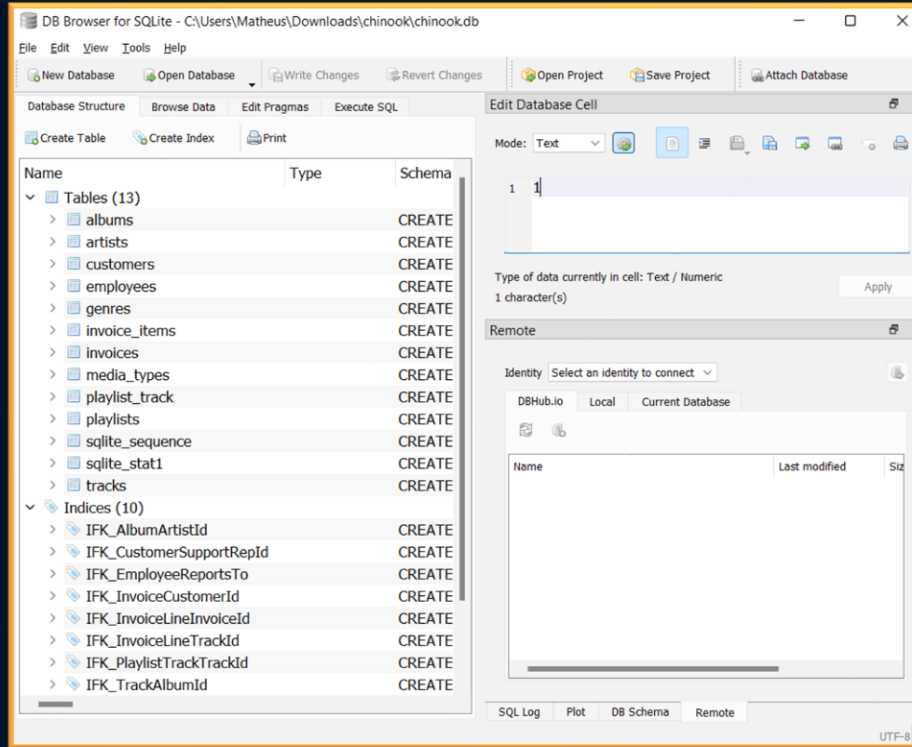 DB Browser for SQLite - C:\Users\Matheus\Downloads\chinook\chinook.db
File Edit View Tools Help
New Database Open Database Write Changes Revert Changes Open Project Save Project Attach Database
Database Structure Browse Data Edit Pragmas Execute SQL
Create Table Create Index Print
Name Type Schema
Tables (13)
albums CREATE
artists CREATE
customers CREATE
employees CREATE
genres CREATE
invoice_items CREATE
invoices CREATE
media_types CREATE
playlist_track CREATE
playlists CREATE
sqlite_sequence CREATE
sqlite_stat1 CREATE
tracks CREATE
Indices (10)
IFK_AlbumArtistId CREATE
IFK_CustomerSupportRepId CREATE
IFK_EmployeeReportsTo CREATE
IFK_InvoiceCustomerId CREATE
IFK_InvoiceLineInvoiceId CREATE
IFK_InvoiceLineTrackId CREATE
IFK_PlaylistTrackTrackId CREATE
IFK_TrackAlbumId CREATE
Edit Database Cell
Mode: Text
1 1
Type of data currently in cell: Text / Numeric
1 character(s)
Apply
Remote
Identity Select an identity to connect
DBHub.io Local Current Database
Name Last modified Siz
SQL Log Plot DB Schema Remote
UTF-8